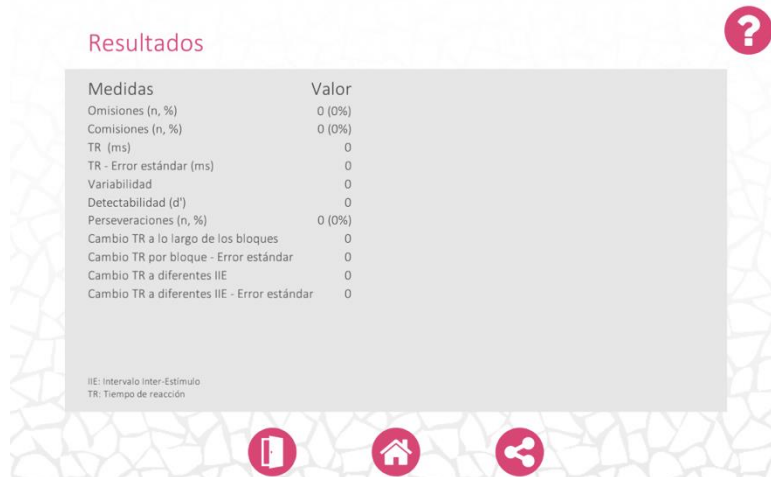 Resultados
?
Medidas Valor
Omisiones (n, %) 0 (0%)
Comisiones (n, %) 0 (0%)
TR (ms) 0
TR - Error estándar (ms) 0
Variabilidad 0
Detectabilidad (d') 0
Perseveraciones (n, %) 0 (0%)
Cambio TR a lo largo de los bloques 0
Cambio TR por bloque - Error estándar 0
Cambio TR a diferentes IIE 0
Cambio TR a diferentes IIE - Error estándar 0
IIE: Intervalo Inter-Estímulo
TR: Tiempo de reacción